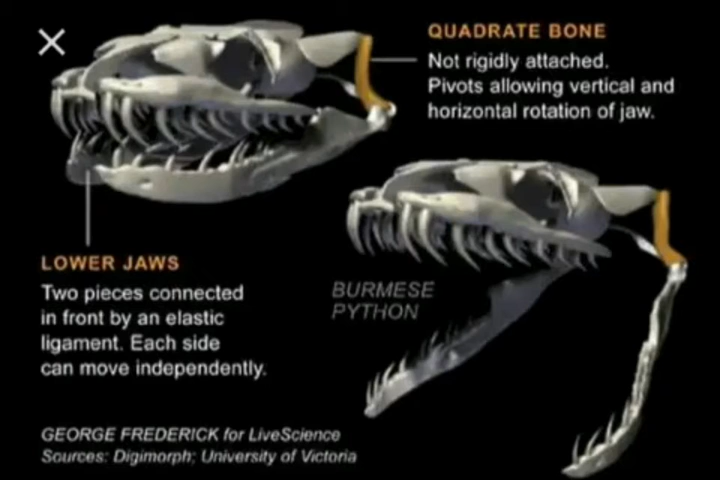 QUADRATE BONE
Not rigidly attached.
Pivots allowing vertical and
horizontal rotation of jaw.
LOWER JAWS
Two pieces connected
in front by an elastic
ligament. Each side
can move independently.
BURMESE
PYTHON
GEORGE FREDERICK for LiveScience
Sources: Digimorph; University of Victoria